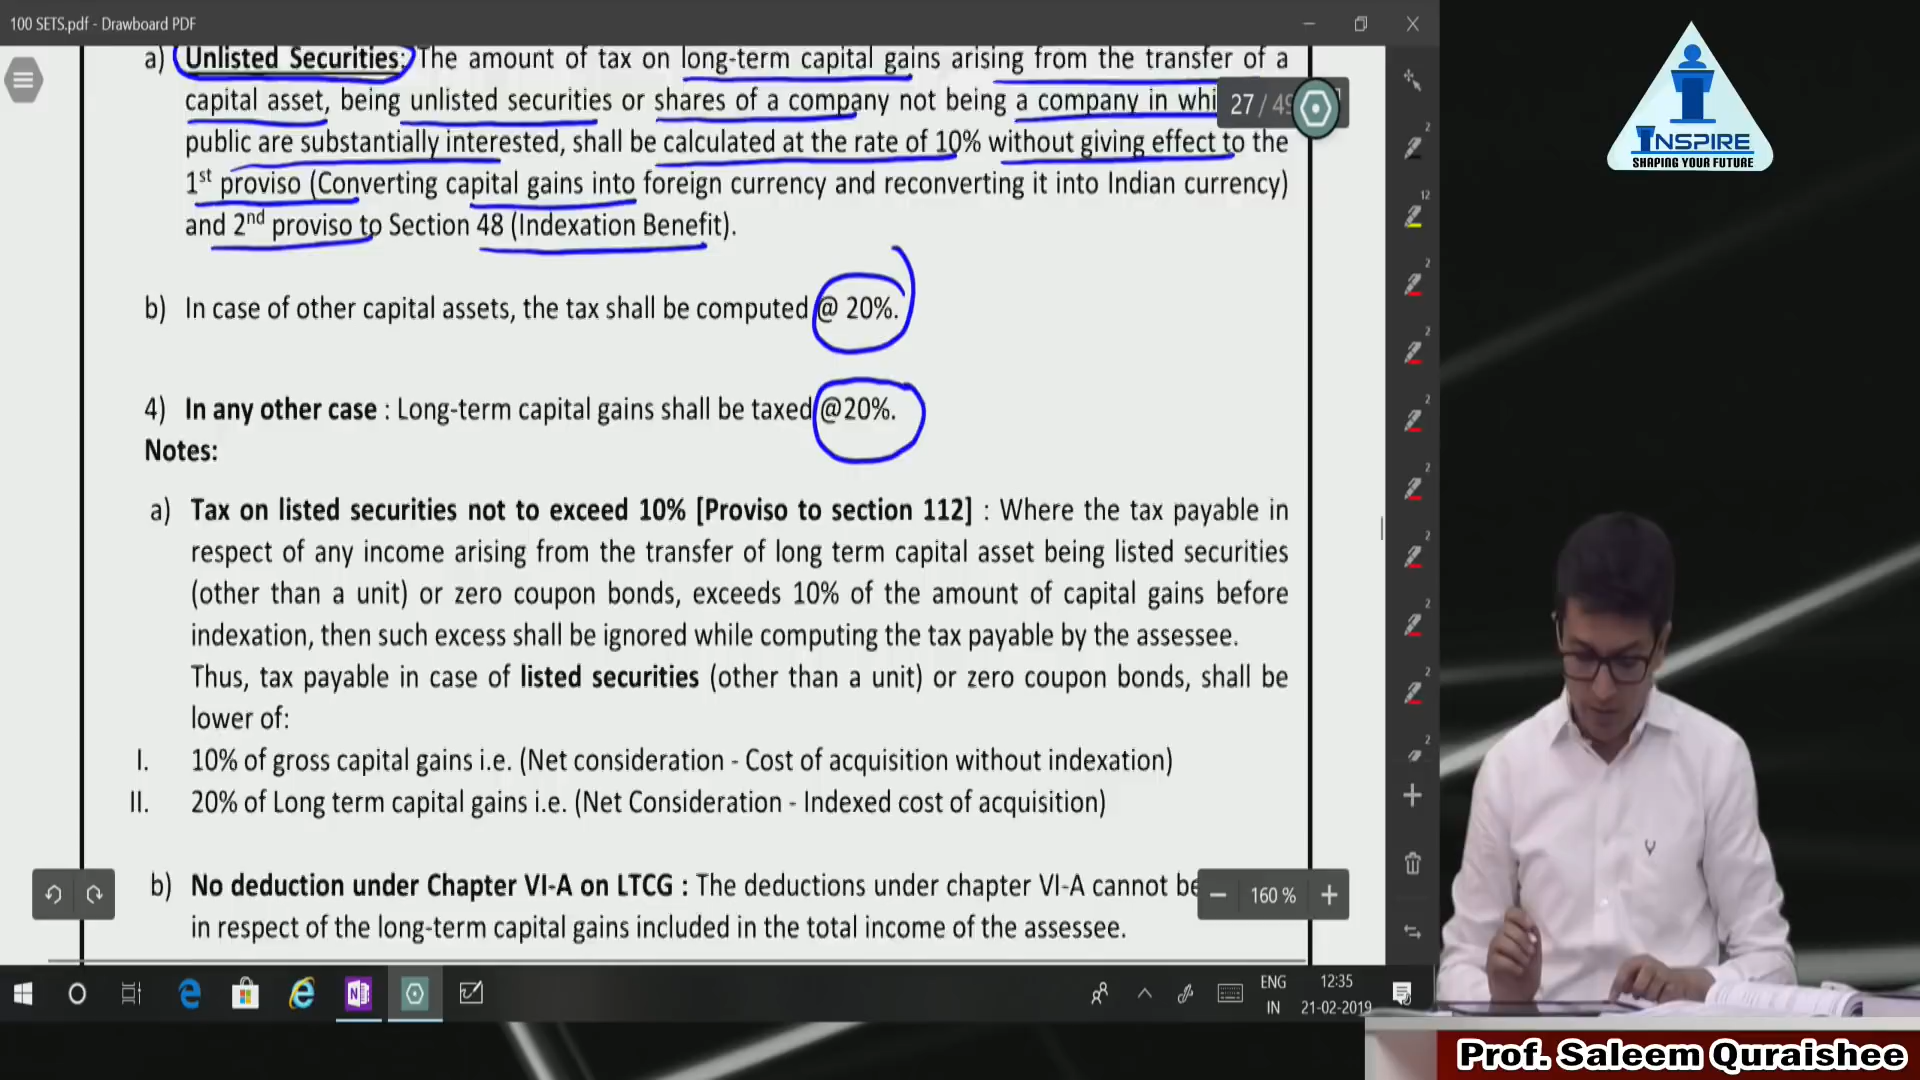 100 SETS.pdf - Drawboard PDF
a) Unlisted Securities: The amount of tax on long-term capital gains arising from the transfer of a
capital asset, being unlisted securities or shares of a company not being a company in whi
27 / 49
public are substantially interested, shall be calculated at the rate of 10% without giving effect to the
1st proviso (Converting capital gains into foreign currency and reconverting it into Indian currency)
and 2nd proviso to Section 48 (Indexation Benefit).
b) In case of other capital assets, the tax shall be computed @ 20%.
4) In any other case : Long-term capital gains shall be taxed @20%.
Notes:
a) Tax on listed securities not to exceed 10% [Proviso to section 112] : Where the tax payable in
respect of any income arising from the transfer of long term capital asset being listed securities
(other than a unit) or zero coupon bonds, exceeds 10% of the amount of capital gains before
indexation, then such excess shall be ignored while computing the tax payable by the assessee.
Thus, tax payable in case of listed securities (other than a unit) or zero coupon bonds, shall be
lower of:
I. 10% of gross capital gains i.e. (Net consideration - Cost of acquisition without indexation)
II. 20% of Long term capital gains i.e. (Net Consideration - Indexed cost of acquisition)
b) No deduction under Chapter VI-A on LTCG : The deductions under chapter VI-A cannot be
160 %
in respect of the long-term capital gains included in the total income of the assessee.
2
12
2
2
2
2
2
2
2
2
ENG
IN
12:35
21-02-2019
INSPIRE
SHAPING YOUR FUTURE
Prof. Saleem Quraishee